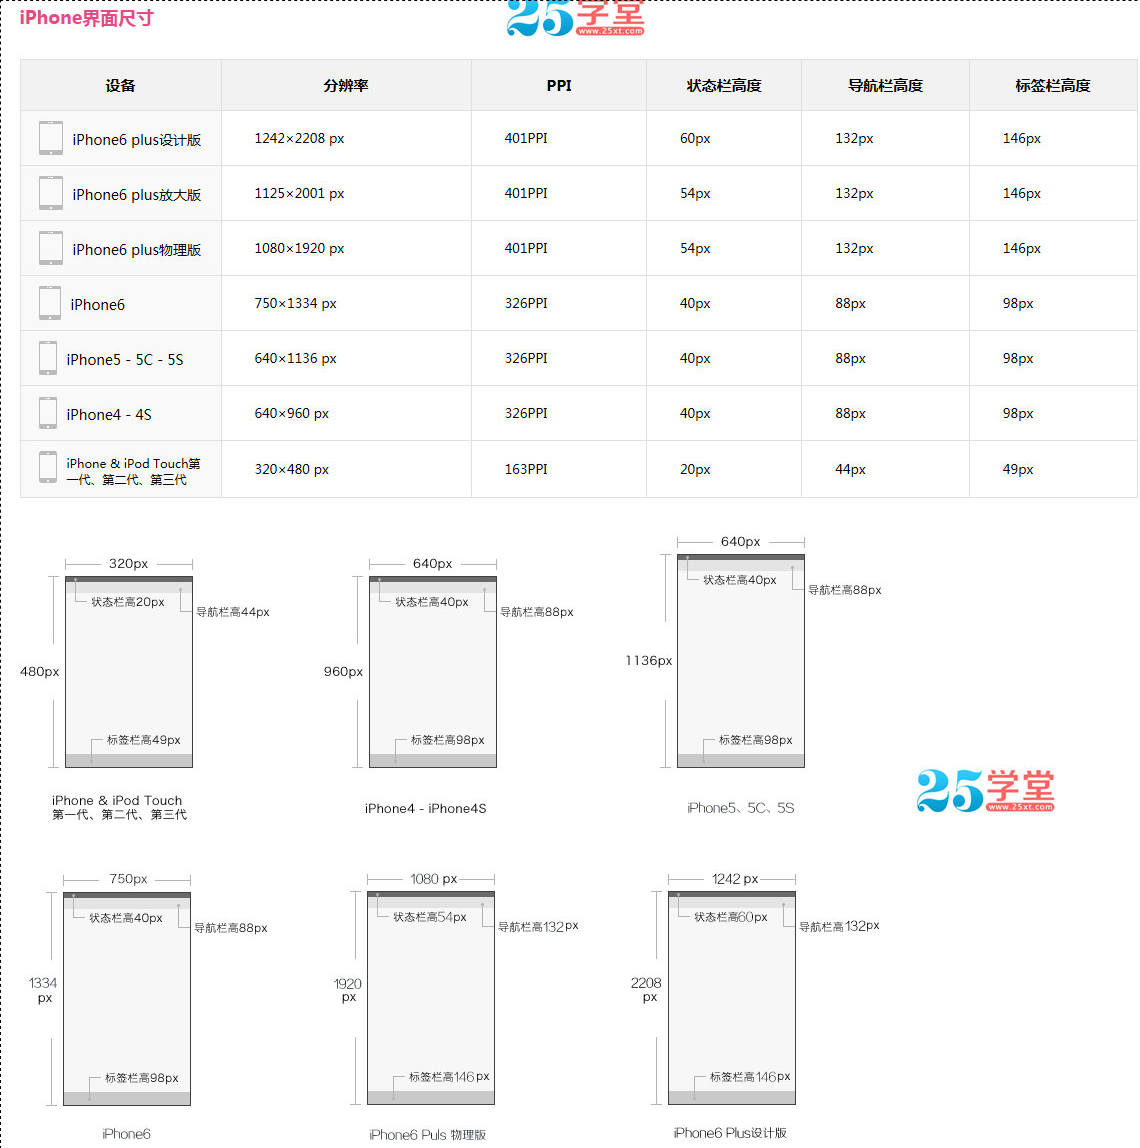 iPhone界面尺寸
25学堂
www.25xt.com
设备 分辨率 PPI 状态栏高度 导航栏高度 标签栏高度
iPhone6 plus设计版 1242×2208 px 401PPI 60px 132px 146px
iPhone6 plus放大版 1125×2001 px 401PPI 54px 132px 146px
iPhone6 plus物理版 1080×1920 px 401PPI 54px 132px 146px
iPhone6 750×1334 px 326PPI 40px 88px 98px
iPhone5 - 5C - 5S 640×1136 px 326PPI 40px 88px 98px
iPhone4 - 4S 640×960 px 326PPI 40px 88px 98px
iPhone & iPod Touch第
一代、第二代、第三代 320×480 px 163PPI 20px 44px 49px
320px
状态栏高20px
导航栏高44px
480px
标签栏高49px
iPhone & iPod Touch
第一代、第二代、第三代
640px
状态栏高40px
导航栏高88px
960px
标签栏高98px
iPhone4 - iPhone4S
640px
状态栏高40px
导航栏高88px
1136px
标签栏高98px
iPhone5、5C、5S
25学堂
www.25xt.com
750px
状态栏高40px
导航栏高88px
1334
px
标签栏高98px
iPhone6
1080 px
状态栏高54px
导航栏高132px
1920
px
标签栏高146px
iPhone6 Puls 物理版
1242 px
状态栏高60px
导航栏高132px
2208
px
标签栏高146px
iPhone6 Plus设计版